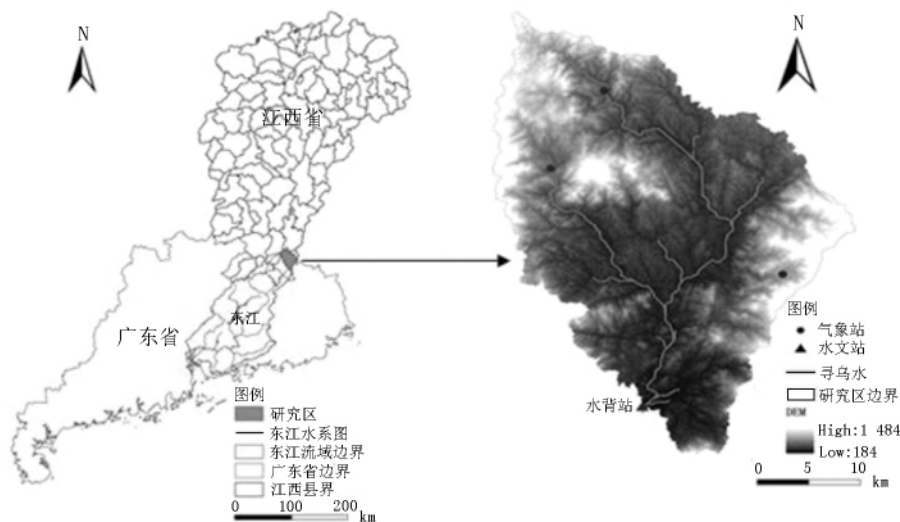 N
江西省
广东省
东江
图例
研究区
东江水系图
东江流域边界
广东省边界
江西县界
0 100 200
km
N
水背站
图例
气象站
水文站
寻乌水
研究区边界
DEM
High:1 484
Low:184
0 5 10
km